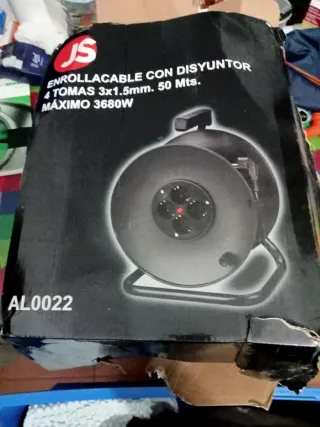 JS
ENROLLACABLE CON DISYUNTOR
4 TOMAS 3x1.5mm. 50 Mts.
MÁXIMO 3680W
AL0022